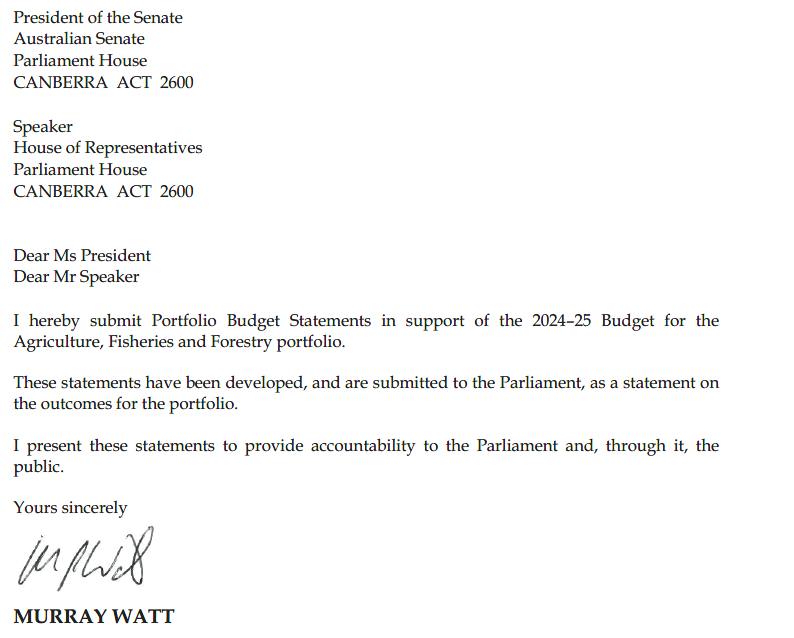 President of the Senate
Australian Senate
Parliament House
CANBERRA ACT 2600
Speaker
House of Representatives
Parliament House
CANBERRA ACT 2600
Dear Ms President
Dear Mr Speaker
I hereby submit Portfolio Budget Statements in support of the 2024–25 Budget for the
Agriculture, Fisheries and Forestry portfolio.
These statements have been developed, and are submitted to the Parliament, as a statement on
the outcomes for the portfolio.
I present these statements to provide accountability to the Parliament and, through it, the
public.
Yours sincerely
MURRAY WATT